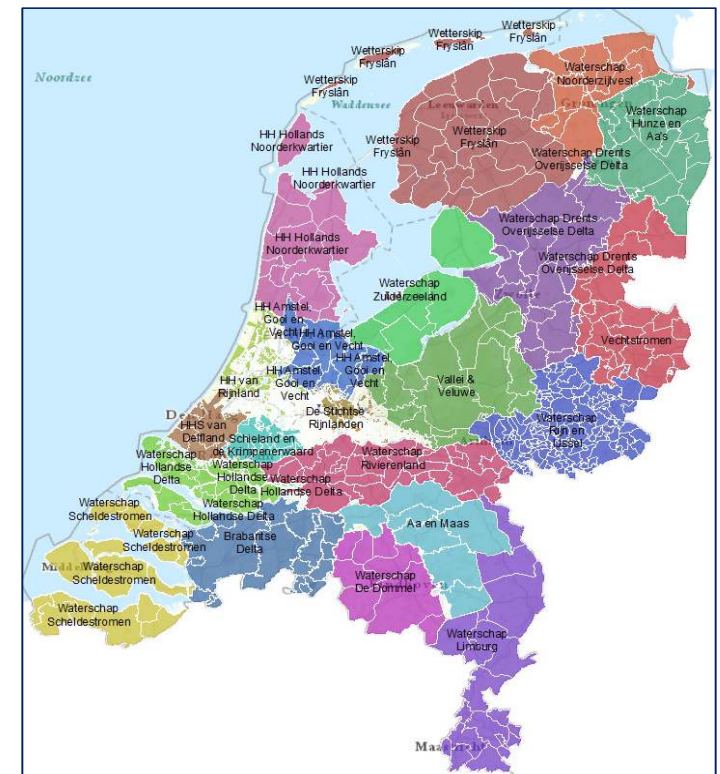 Wetterskip
Fryslân
Wetterskip
Fryslân
Wetterskip
Fryslân
Waterschap
Noorderzijlvest
Noordzee
Wetterskip
Fryslân
Waddenzee
Leeuwarden
Groningen
Waterschap
Hunze en
Aa's
HH Hollands
Noorderkwartier
Wetterskip
Fryslân
Wetterskip
Fryslân
Waterschap Drents
Overijsselse Delta
HH Hollands
Noorderkwartier
Waterschap Drents
Overijsselse Delta
HH Hollands
Noorderkwartier
Waterschap Drents
Overijsselse Delta
Waterschap
Zuiderzeeland
Zwolle
HH Amstel,
Gooi en
Vecht
HH Amstel,
Gooi en Vecht
Vechtstromen
HH Amstel,
Gooi en
Vecht
HH Amstel,
Gooi en
Vecht
HH van
Rijnland
Vallei &
Veluwe
De Stichtse
Rijnlanden
Den
HHS van
Delfland
Schieland en
de Krimpenerwaard
Waterschap
Rijn en
IJssel
Waterschap
Hollandse
Delta
Waterschap
Rivierenland
Waterschap
Hollandse
Delta
Waterschap
Hollandse Delta
Waterschap
Hollandse Delta
Waterschap
Scheldestromen
Waterschap
Scheldestromen
Brabantse
Delta
Aa en Maas
Waterschap
Scheldestromen
Waterschap
De Dommel
Waterschap
Scheldestromen
Waterschap
Limburg
Maastricht